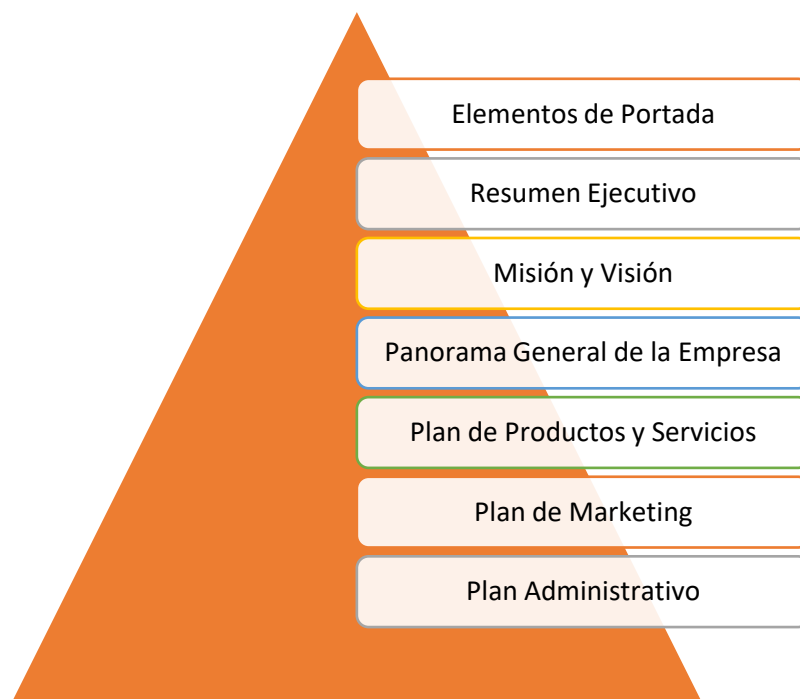 Elementos de Portada
Resumen Ejecutivo
Misión y Visión
Panorama General de la Empresa
Plan de Productos y Servicios
Plan de Marketing
Plan Administrativo